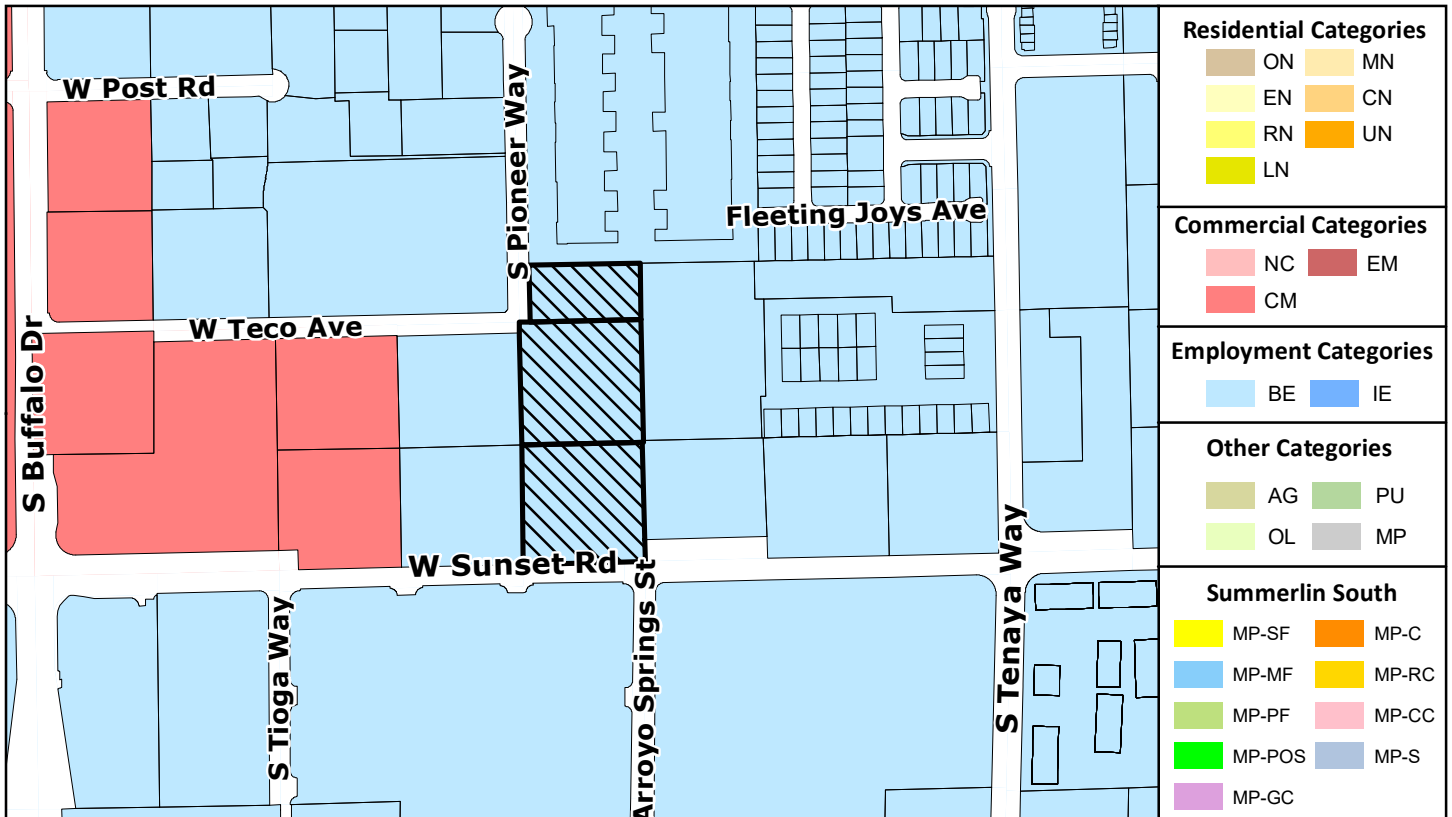 W Post Rd
S Pioneer Way
Fleeting Joys Ave
W Teco Ave
S Buffalo Dr
W Sunset Rd
S Tioga Way
Arroyo Springs St
S Tenaya Way
Residential Categories
ON MN
EN CN
RN UN
LN
Commercial Categories
NC EM
CM
Employment Categories
BE IE
Other Categories
AG PU
OL MP
Summerlin South
MP-SF MP-C
MP-MF MP-RC
MP-PF MP-CC
MP-POS MP-S
MP-GC